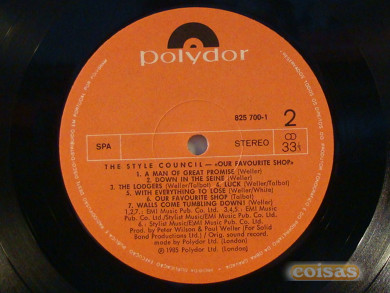 polydor
825 700-1
2
SPA
STEREO
33⅓
THE STYLE COUNCIL — «OUR FAVOURITE SHOP»
1. A MAN OF GREAT PROMISE (Weller)
2. DOWN IN THE SEINE (Weller)
3. THE LODGERS (Weller/Talbot) 4. LUCK (Weller/Talbot)
5. WITH EVERYTHING TO LOSE (Weller/White)
6. OUR FAVOURITE SHOP (Talbot)
7. WALLS COME TUMBLING DOWN! (Weller)
1,2,7,: EMI Music Pub. Co. Ltd., 3,4,5,: EMI Music
Pub. Co. Ltd/Stylist Music/EMI Music Pub. Co. Ltd
6,: Stylist Music/EMI Music Pub. Co. Ltd.
Prod. by Peter Wilson & Paul Weller (For Solid
Bond Productions Ltd.) / Orig. sound record.
made by Polydor Ltd. (London)
℗ 1985 Polydor Ltd. (London)
coisas